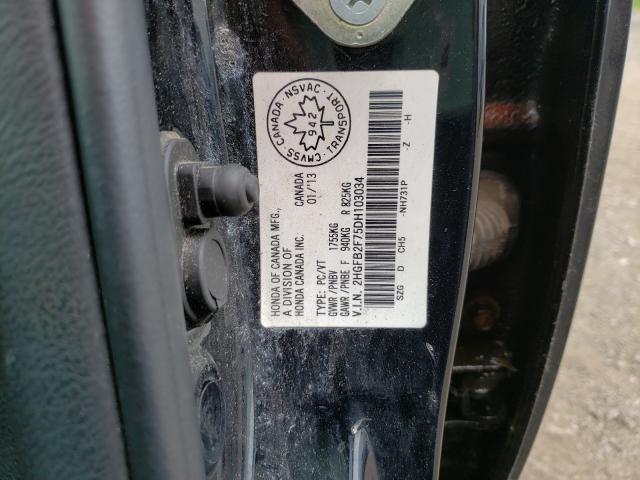 CMVSS CANADA NSVAC TRANSPORT
942
HONDA OF CANADA MFG.,
A DIVISION OF
HONDA CANADA INC. CANADA
TYPE: PC/VT 01/'13
GVWR / PNBV 1755KG
GAWR / PNBE F 940KG R 825KG
V.I.N. 2HGFB2F75DH103034
SZG D CH5 -NH731P -Z -H